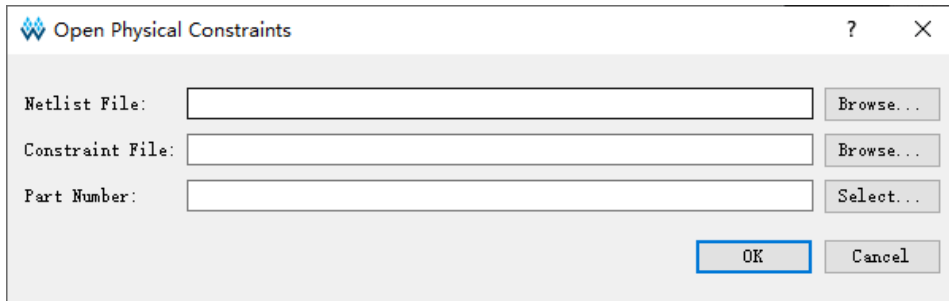 Open Physical Constraints ?
Netlist File: Browse...
Constraint File: Browse...
Part Number: Select...
OK Cancel